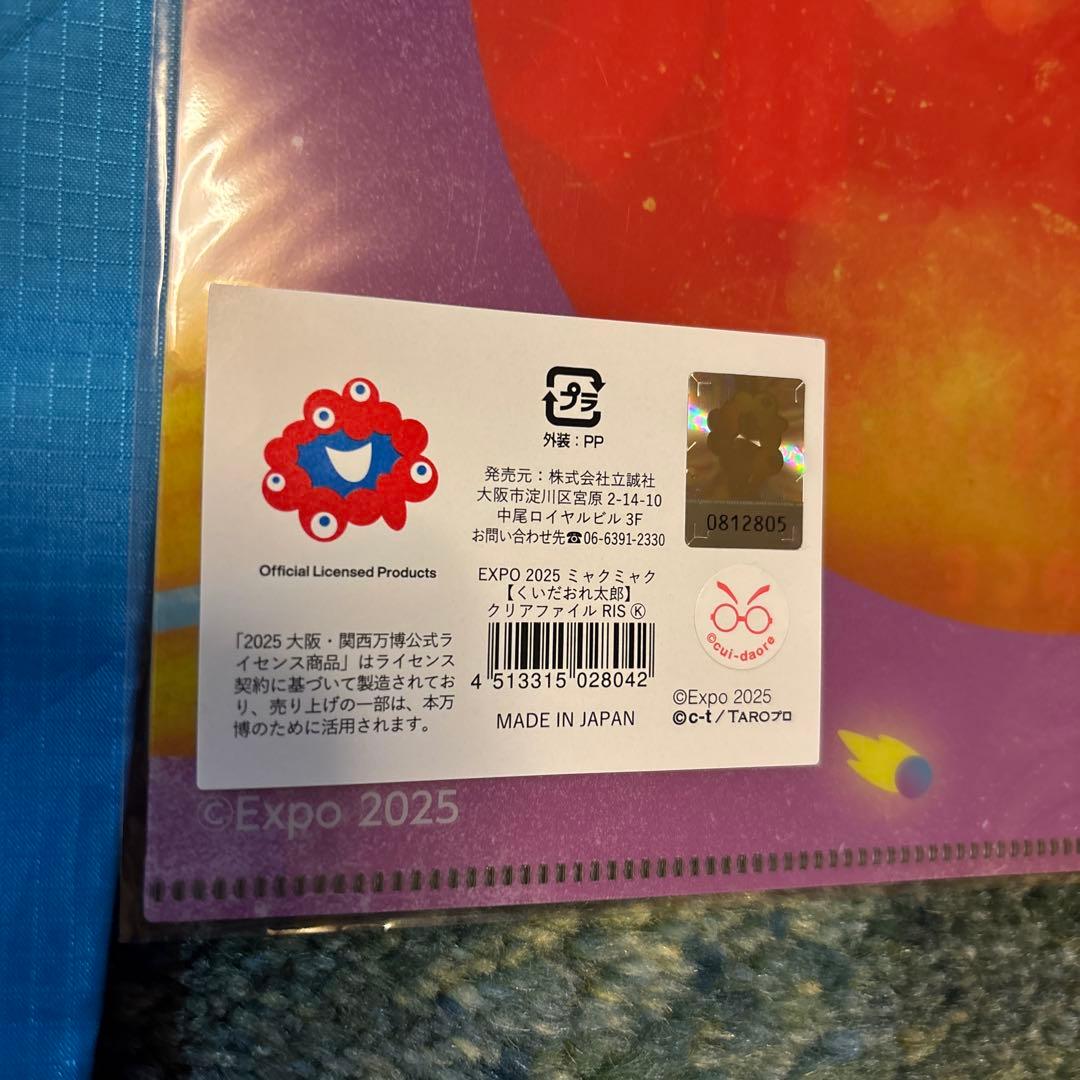 プラ
外装：PP
発売元：株式会社立誠社
大阪市淀川区宮原 2-14-10
中尾ロイヤルビル 3F
お問い合わせ先☎06-6391-2330
0812805
Official Licensed Products
EXPO 2025 ミャクミャク
【くいだおれ太郎】
クリアファイル RIS Ⓚ
「2025 大阪・関西万博公式ラ
イセンス商品」はライセンス
契約に基づいて製造されてお
り、売り上げの一部は、本万
博のために活用されます。
4 513315 028042
MADE IN JAPAN
©cui-daore
©Expo 2025
©c-t / TAROプロ
©Expo 2025